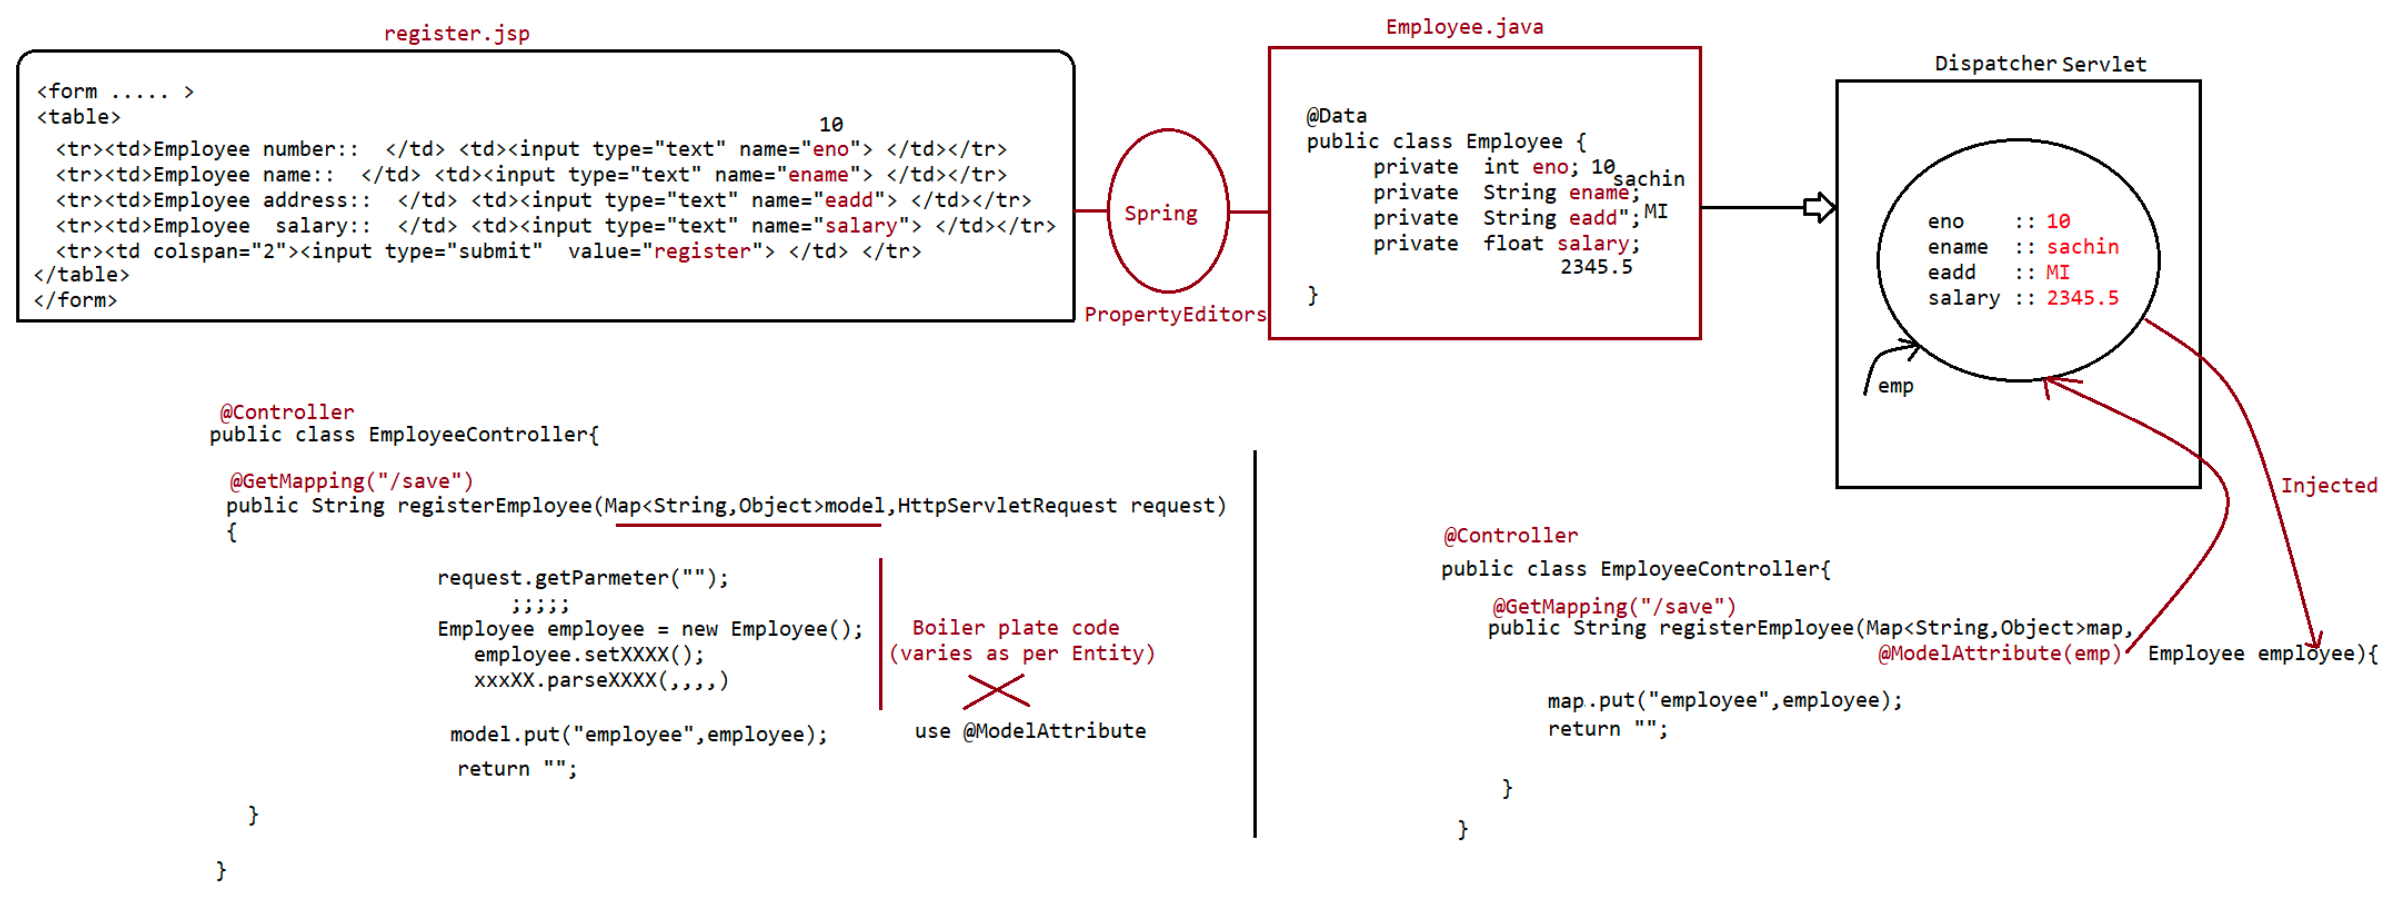 register.jsp
<form ..... >
<table>
10
<tr><td>Employee number::  </td> <td><input type="text" name="eno"> </td></tr>
<tr><td>Employee name::  </td> <td><input type="text" name="ename"> </td></tr>
<tr><td>Employee address::  </td> <td><input type="text" name="eadd"> </td></tr>
<tr><td>Employee  salary::  </td> <td><input type="text" name="salary"> </td></tr>
<tr><td colspan="2"><input type="submit"  value="register"> </td> </tr>
</table>
</form>
Spring
PropertyEditors
Employee.java
@Data
public class Employee {
private  int eno; 10
sachin
private  String ename;
private  String eadd"; MI
private  float salary;
2345.5
}
Dispatcher Servlet
eno    :: 10
ename  :: sachin
eadd   :: MI
salary :: 2345.5
emp
Injected
@Controller
public class EmployeeController{
@GetMapping("/save")
public String registerEmployee(Map<String,Object>model,HttpServletRequest request)
{
request.getParmeter("");
;;;;;
Employee employee = new Employee();
employee.setXXXX();
xxxXX.parseXXXX(,,,,)
Boiler plate code
(varies as per Entity)
use @ModelAttribute
model.put("employee",employee);
return "";
}
}
@Controller
public class EmployeeController{
@GetMapping("/save")
public String registerEmployee(Map<String,Object>map,
@ModelAttribute(emp)  Employee employee){
map.put("employee",employee);
return "";
}
}